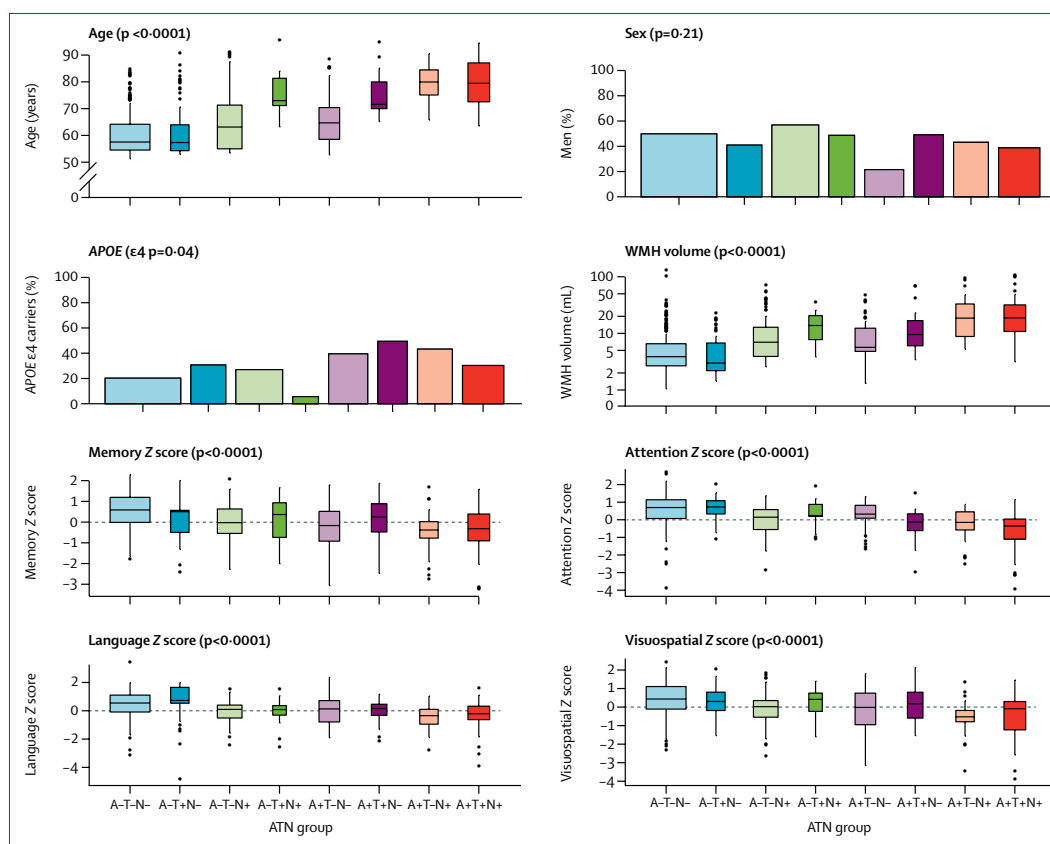 Age (p <0·0001)
Age (years)
90
80
70
60
50
0
Sex (p=0·21)
Men (%)
100
80
60
40
20
0
APOE (ε4 p=0·04)
APOE ε4 carriers (%)
100
80
60
40
20
0
WMH volume (p<0·0001)
WMH volume (mL)
100
50
20
10
5
2
1
0
Memory Z score (p<0·0001)
Memory Z score
2
1
0
−1
−2
−3
Attention Z score (p<0·0001)
Attention Z score
2
1
0
−1
−2
−3
−4
Language Z score (p<0·0001)
Language Z score
2
0
−2
−4
A–T–N– A–T+N– A–T–N+ A–T+N+ A+T–N– A+T+N– A+T–N+ A+T+N+
ATN group
Visuospatial Z score (p<0·0001)
Visuospatial Z score
2
1
0
−1
−2
−3
−4
A–T–N– A–T+N– A–T–N+ A–T+N+ A+T–N– A+T+N– A+T–N+ A+T+N+
ATN group